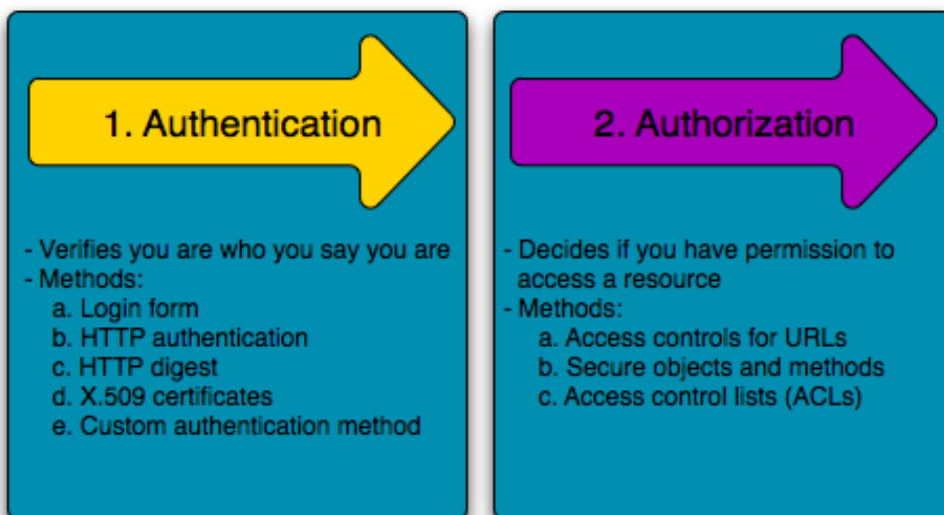 1. Authentication
- Verifies you are who you say you are
- Methods:
a. Login form
b. HTTP authentication
c. HTTP digest
d. X.509 certificates
e. Custom authentication method
2. Authorization
- Decides if you have permission to
access a resource
- Methods:
a. Access controls for URLs
b. Secure objects and methods
c. Access control lists (ACLs)